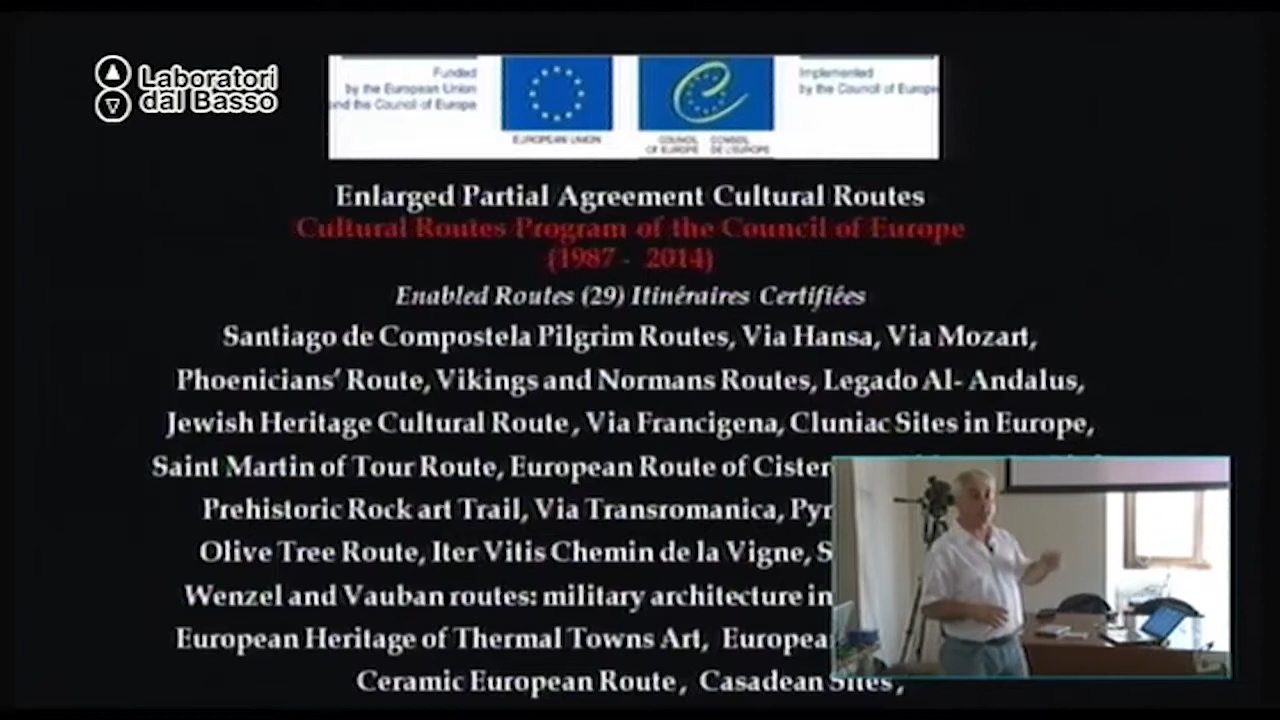 Laboratori
dal Basso
Funded
by the European Union
and the Council of Europe
EUROPEAN UNION
COUNCIL CONSEIL
OF EUROPE DE L'EUROPE
Implemented
by the Council of Europe
Enlarged Partial Agreement Cultural Routes
Cultural Routes Program of the Council of Europe
(1987 - 2014)
Enabled Routes (29) Itinéraires Certifiées
Santiago de Compostela Pilgrim Routes, Via Hansa, Via Mozart,
Phoenicians' Route, Vikings and Normans Routes, Legado Al- Andalus,
Jewish Heritage Cultural Route, Via Francigena, Cluniac Sites in Europe,
Saint Martin of Tour Route, European Route of
Prehistoric Rock art Trail, Via Transromanica,
Olive Tree Route, Iter Vitis Chemin de la Vigne,
Wenzel and Vauban routes: military architecture in
European Heritage of Thermal Towns Art,
Ceramic European Route, Casadean Sites,